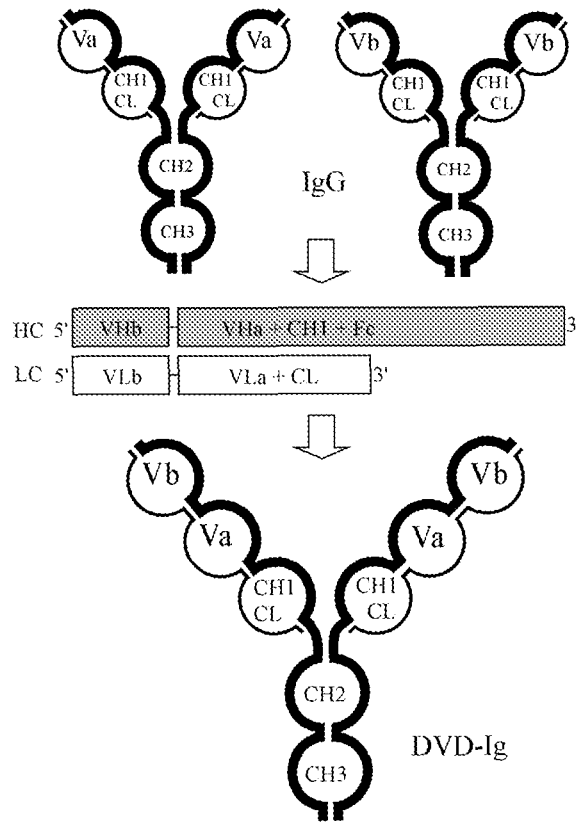 Va Va Vb Vb
CH1 CH1 CH1 CH1
CL CL CL CL
CH2 CH2
IgG
CH3 CH3
HC 5' VHb VHa + CH1 + Fc 3'
LC 5' VLb VLa + CL 3'
Vb Vb
Va Va
CH1 CH1
CL CL
CH2
DVD-Ig
CH3